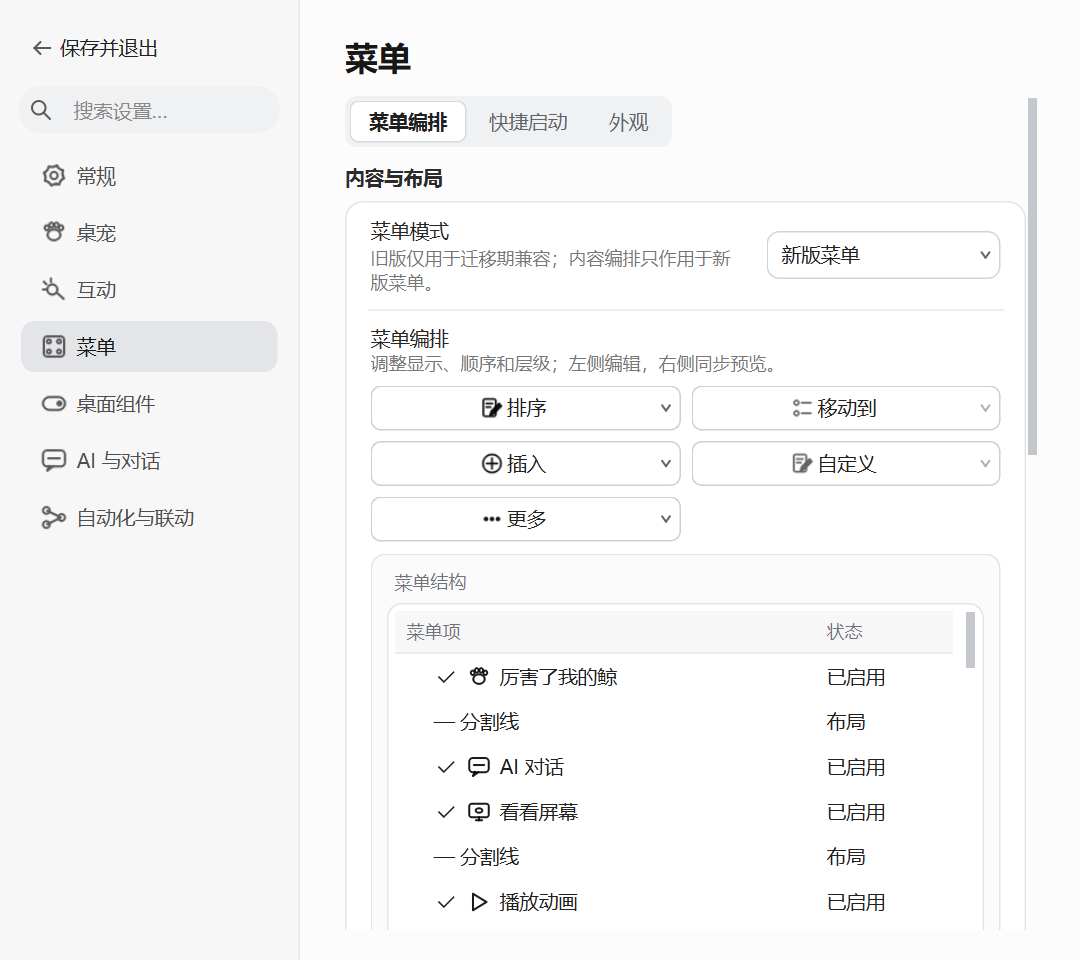 保存并退出
搜索设置...
常规
桌宠
互动
菜单
桌面组件
AI 与对话
自动化与联动
菜单
菜单编排 快捷启动 外观
内容与布局
菜单模式
旧版仅用于迁移期兼容；内容编排只作用于新
版菜单。
新版菜单
菜单编排
调整显示、顺序和层级；左侧编辑，右侧同步预览。
排序 移动到
插入 自定义
更多
菜单结构
菜单项 状态
厉害了我的鲸 已启用
— 分割线 布局
AI 对话 已启用
看看屏幕 已启用
— 分割线 布局
播放动画 已启用